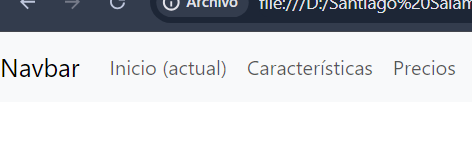 Archivo file:///D:/Santiago%20Salam
Navbar Inicio (actual) Características Precios